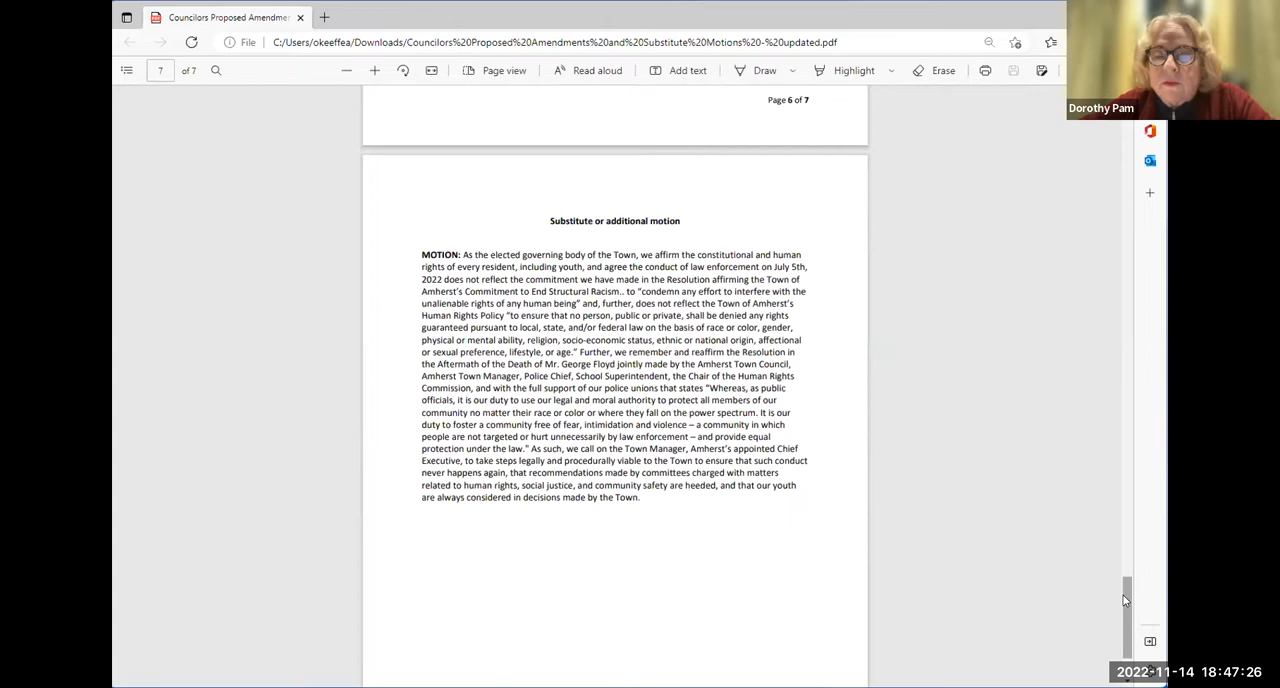 Councilors Proposed Amendmer
File
C:/Users/okeeffea/Downloads/Councilors%20Proposed%20Amendments%20and%20Substitute%20Motions%20-%20updated.pdf
7 of 7
Page view
Read aloud
Add text
Draw
Highlight
Erase
Dorothy Pam
Page 6 of 7
Substitute or additional motion
MOTION: As the elected governing body of the Town, we affirm the constitutional and human
rights of every resident, including youth, and agree the conduct of law enforcement on July 5th,
2022 does not reflect the commitment we have made in the Resolution affirming the Town of
Amherst's Commitment to End Structural Racism.. to “condemn any effort to interfere with the
unalienable rights of any human being” and, further, does not reflect the Town of Amherst's
Human Rights Policy “to ensure that no person, public or private, shall be denied any rights
guaranteed pursuant to local, state, and/or federal law on the basis of race or color, gender,
physical or mental ability, religion, socio-economic status, ethnic or national origin, affectional
or sexual preference, lifestyle, or age.” Further, we remember and reaffirm the Resolution in
the Aftermath of the Death of Mr. George Floyd jointly made by the Amherst Town Council,
Amherst Town Manager, Police Chief, School Superintendent, the Chair of the Human Rights
Commission, and with the full support of our police unions that states “Whereas, as public
officials, it is our duty to use our legal and moral authority to protect all members of our
community no matter their race or color or where they fall on the power spectrum. It is our
duty to foster a community free of fear, intimidation and violence – a community in which
people are not targeted or hurt unnecessarily by law enforcement – and provide equal
protection under the law." As such, we call on the Town Manager, Amherst's appointed Chief
Executive, to take steps legally and procedurally viable to the Town to ensure that such conduct
never happens again, that recommendations made by committees charged with matters
related to human rights, social justice, and community safety are heeded, and that our youth
are always considered in decisions made by the Town.
2022-11-14 18:47:26